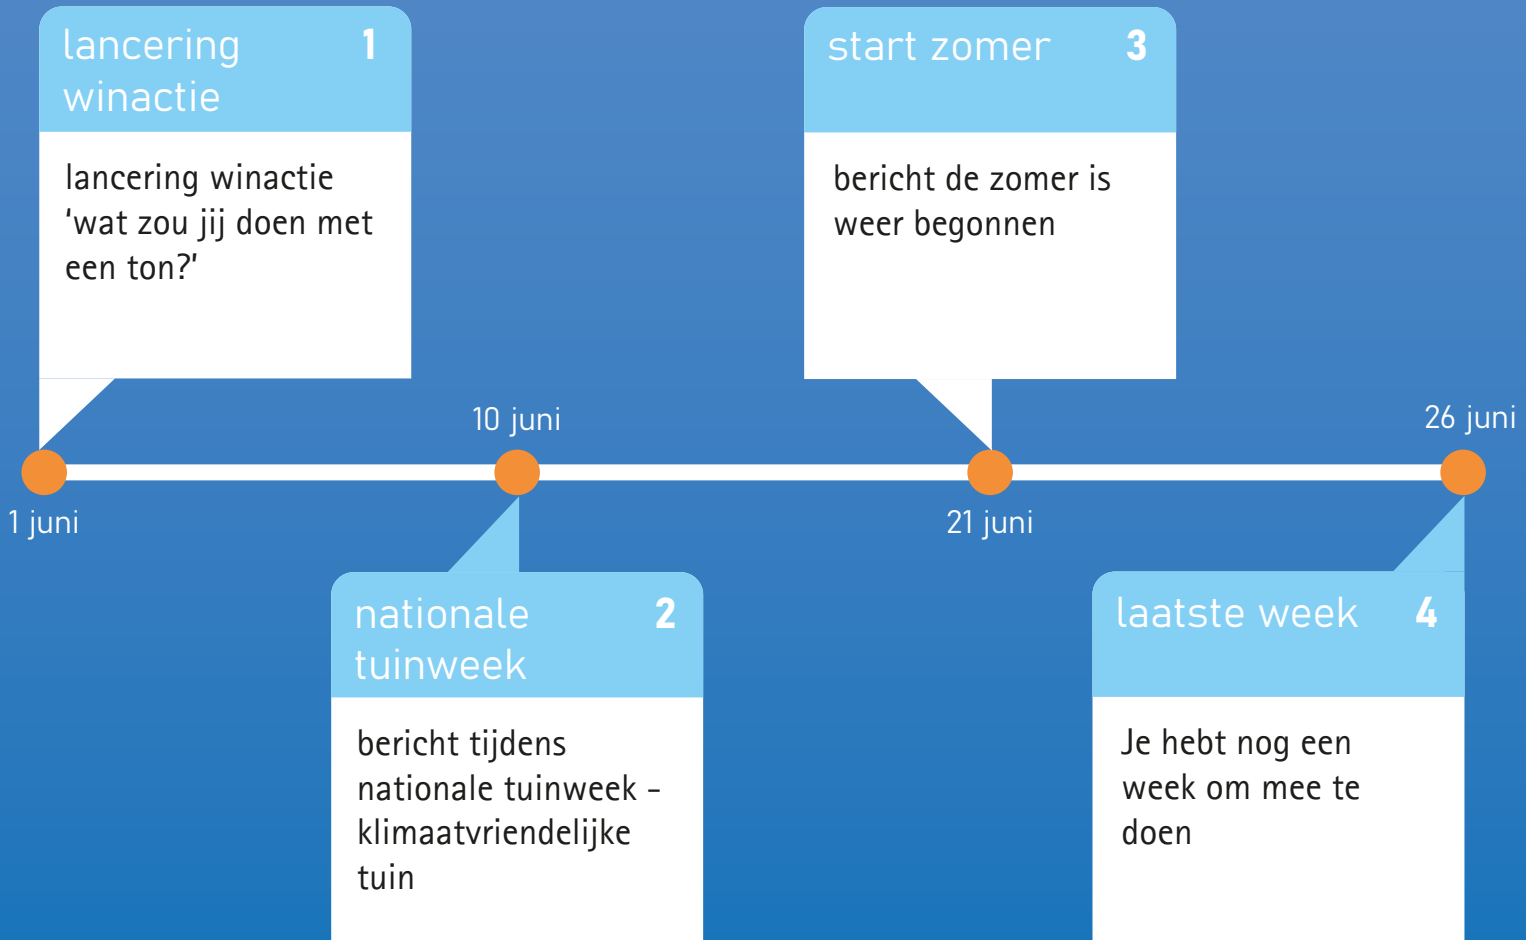 lancering 1
winactie
lancering winactie
‘wat zou jij doen met
een ton?’
start zomer 3
bericht de zomer is
weer begonnen
10 juni
26 juni
1 juni
21 juni
nationale 2
tuinweek
bericht tijdens
nationale tuinweek -
klimaatvriendelijke
tuin
laatste week 4
Je hebt nog een
week om mee te
doen